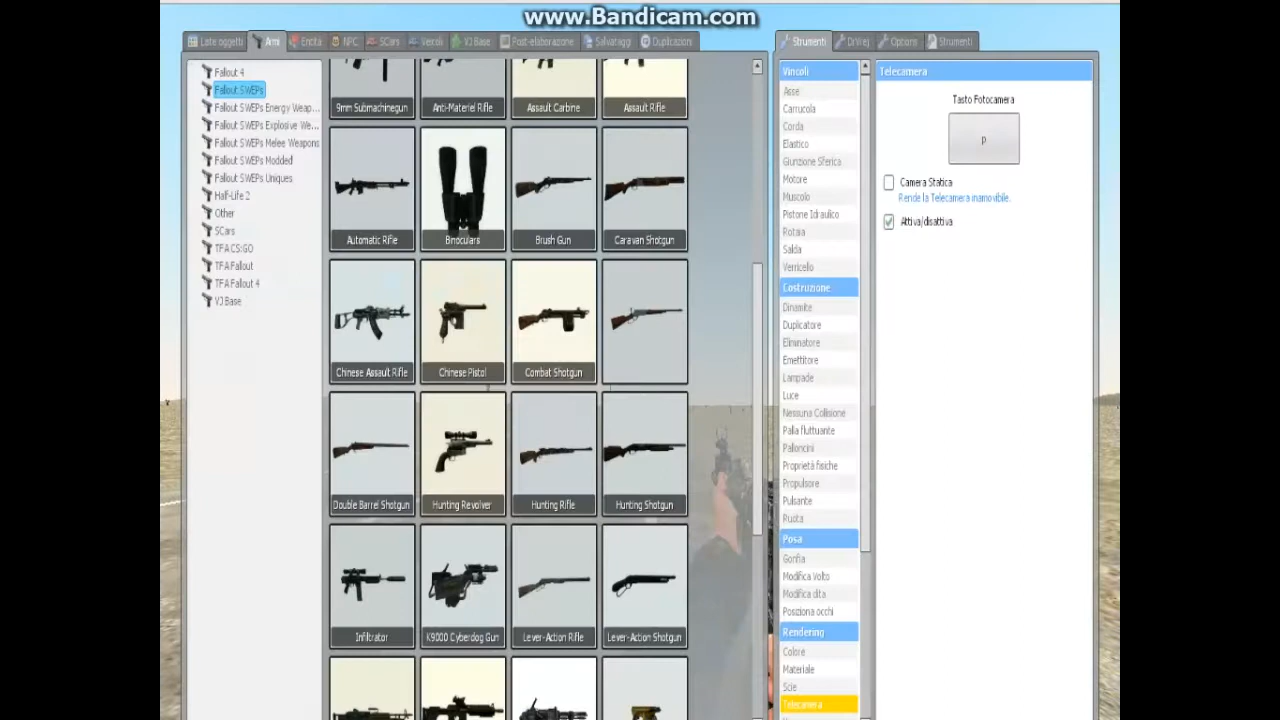 www.Bandicam.com
Liste oggetti
Armi
Entità
NPC
SCars
Veicoli
VJ Base
Post-elaborazione
Salvataggi
Duplicazioni
Fallout 4
Fallout SWEPs
Fallout SWEPs Energy Weap...
Fallout SWEPs Explosive We...
Fallout SWEPs Melee Weapons
Fallout SWEPs Modded
Fallout SWEPs Uniques
Half-Life 2
Other
SCars
TFA CS:GO
TFA Fallout
TFA Fallout 4
VJ Base
9mm Submachinegun
Anti-Materiel Rifle
Assault Carbine
Assault Rifle
Automatic Rifle
Binoculars
Brush Gun
Caravan Shotgun
Chinese Assault Rifle
Chinese Pistol
Combat Shotgun
Double Barrel Shotgun
Hunting Revolver
Hunting Rifle
Hunting Shotgun
Infiltrator
K9000 Cyberdog Gun
Lever-Action Rifle
Lever-Action Shotgun
Strumenti
Options
Strumenti
Vincoli
Asse
Carrucola
Corda
Elastico
Giunzione Sferica
Motore
Muscolo
Pistone Idraulico
Rotaia
Salda
Verricello
Costruzione
Dinamite
Duplicatore
Eliminatore
Emettitore
Lampade
Luce
Nessuna Collisione
Palla fluttuante
Palloncini
Proprietà fisiche
Propulsore
Pulsante
Ruota
Posa
Gonfia
Modifica Volto
Modifica dita
Posiziona occhi
Rendering
Colore
Materiale
Scie
Telecamera
Telecamera
Tasto Fotocamera
p
Camera Statica
Rende la Telecamera inamovibile.
Attiva/disattiva